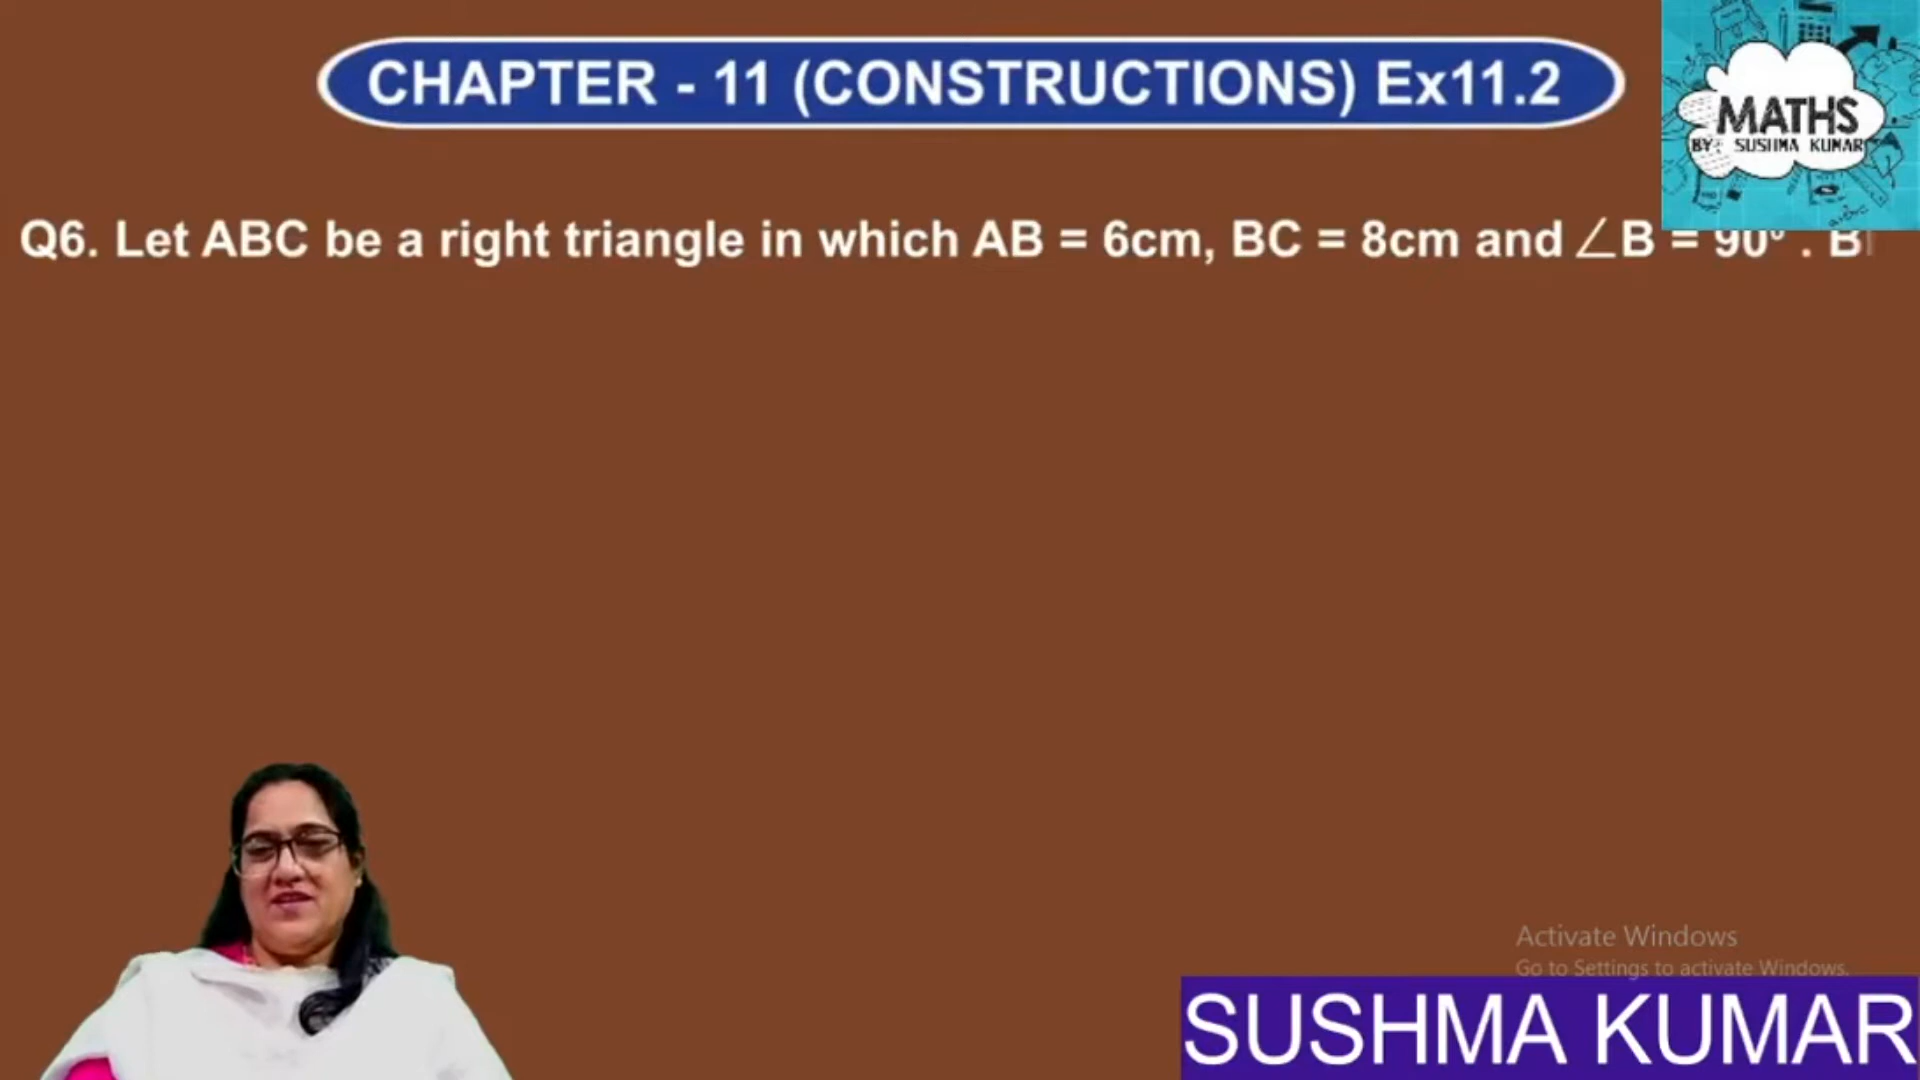 CHAPTER - 11 (CONSTRUCTIONS) Ex11.2
MATHS
BY: SUSHMA KUMAR
Q6. Let ABC be a right triangle in which AB = 6cm, BC = 8cm and ∠B = 90⁰ . B
Activate Windows
Go to Settings to activate Windows.
SUSHMA KUMAR